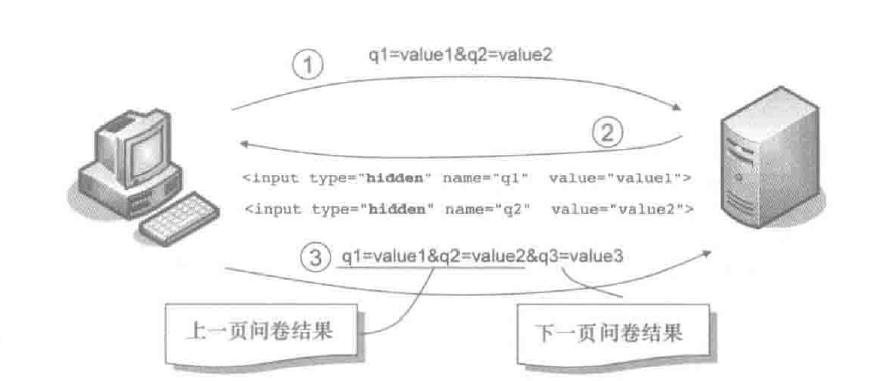 ① q1=value1&q2=value2
②
<input type="hidden" name="q1" value="value1">
<input type="hidden" name="q2" value="value2">
③ q1=value1&q2=value2&q3=value3
上一页问卷结果
下一页问卷结果